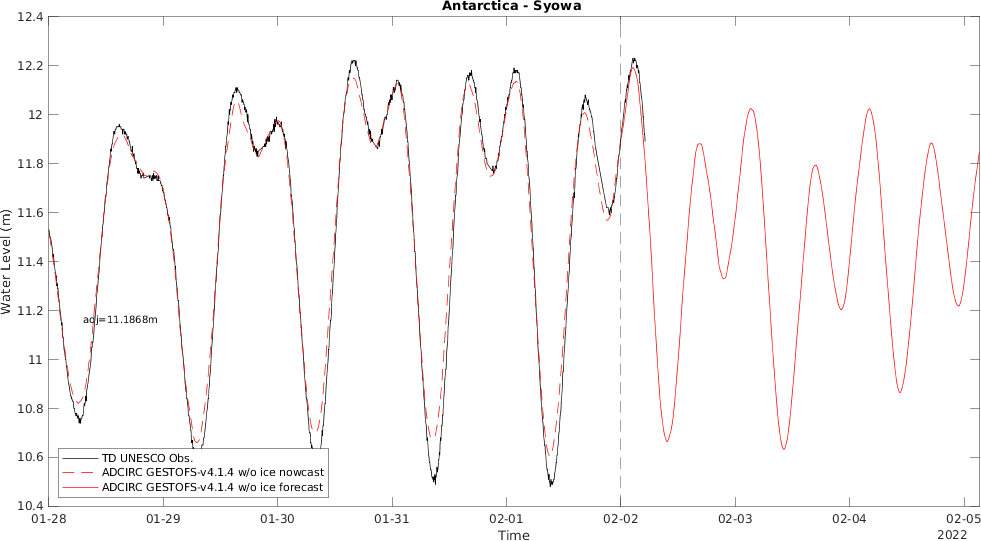 Antarctica - Syowa
12.4
12.2
12
11.8
11.6
11.4
11.2
11
10.8
10.6
10.4
Water Level (m)
adj=11.1868m
TD UNESCO Obs.
ADCIRC GESTOFS-v4.1.4 w/o ice nowcast
ADCIRC GESTOFS-v4.1.4 w/o ice forecast
01-28 01-29 01-30 01-31 02-01 02-02 02-03 02-04 02-05
Time
2022